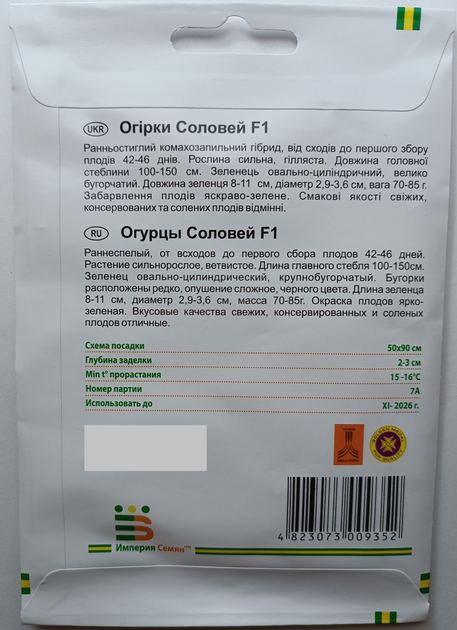 UKR Огірки Соловей F1
Ранньостиглий комахозапильний гібрид, від сходів до першого збору
плодів 42-46 днів. Рослина сильна, гілляста. Довжина головної
стеблини 100-150 см. Зеленець овально-циліндричний, велико
бугорчатий. Довжина зеленця 8-11 см, діаметр 2,9-3,6 см, вага 70-85 г.
Забарвлення плодів яскраво-зелене. Смакові якості свіжих,
консервованих та солених плодів відмінні.
RU Огурцы Соловей F1
Раннеспелый, от всходов до первого сбора плодов 42-46 дней.
Растение сильнорослое, ветвистое. Длина главного стебля 100-150см.
Зеленец овально-цилиндрический, крупнобугорчатый. Бугорки
расположены редко, опушение сложное, черного цвета. Длина зеленца
8-11 см, диаметр 2,9-3,6 см, масса 70-85г. Окраска плодов ярко-
зеленая. Вкусовые качества свежих, консервированных и соленых
плодов отличные.
Схема посадки 50х90 см
Глубина заделки 2-3 см
Min t° прорастания 15 -16°С
Номер партии 7А
Использовать до XI- 2026 г.
Империя Семян™
4 823073 009352